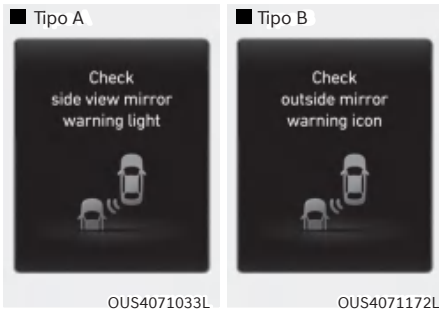 ■ Tipo A
Check
side view mirror
warning light
OUS4071033L
■ Tipo B
Check
outside mirror
warning icon
OUS4071172L